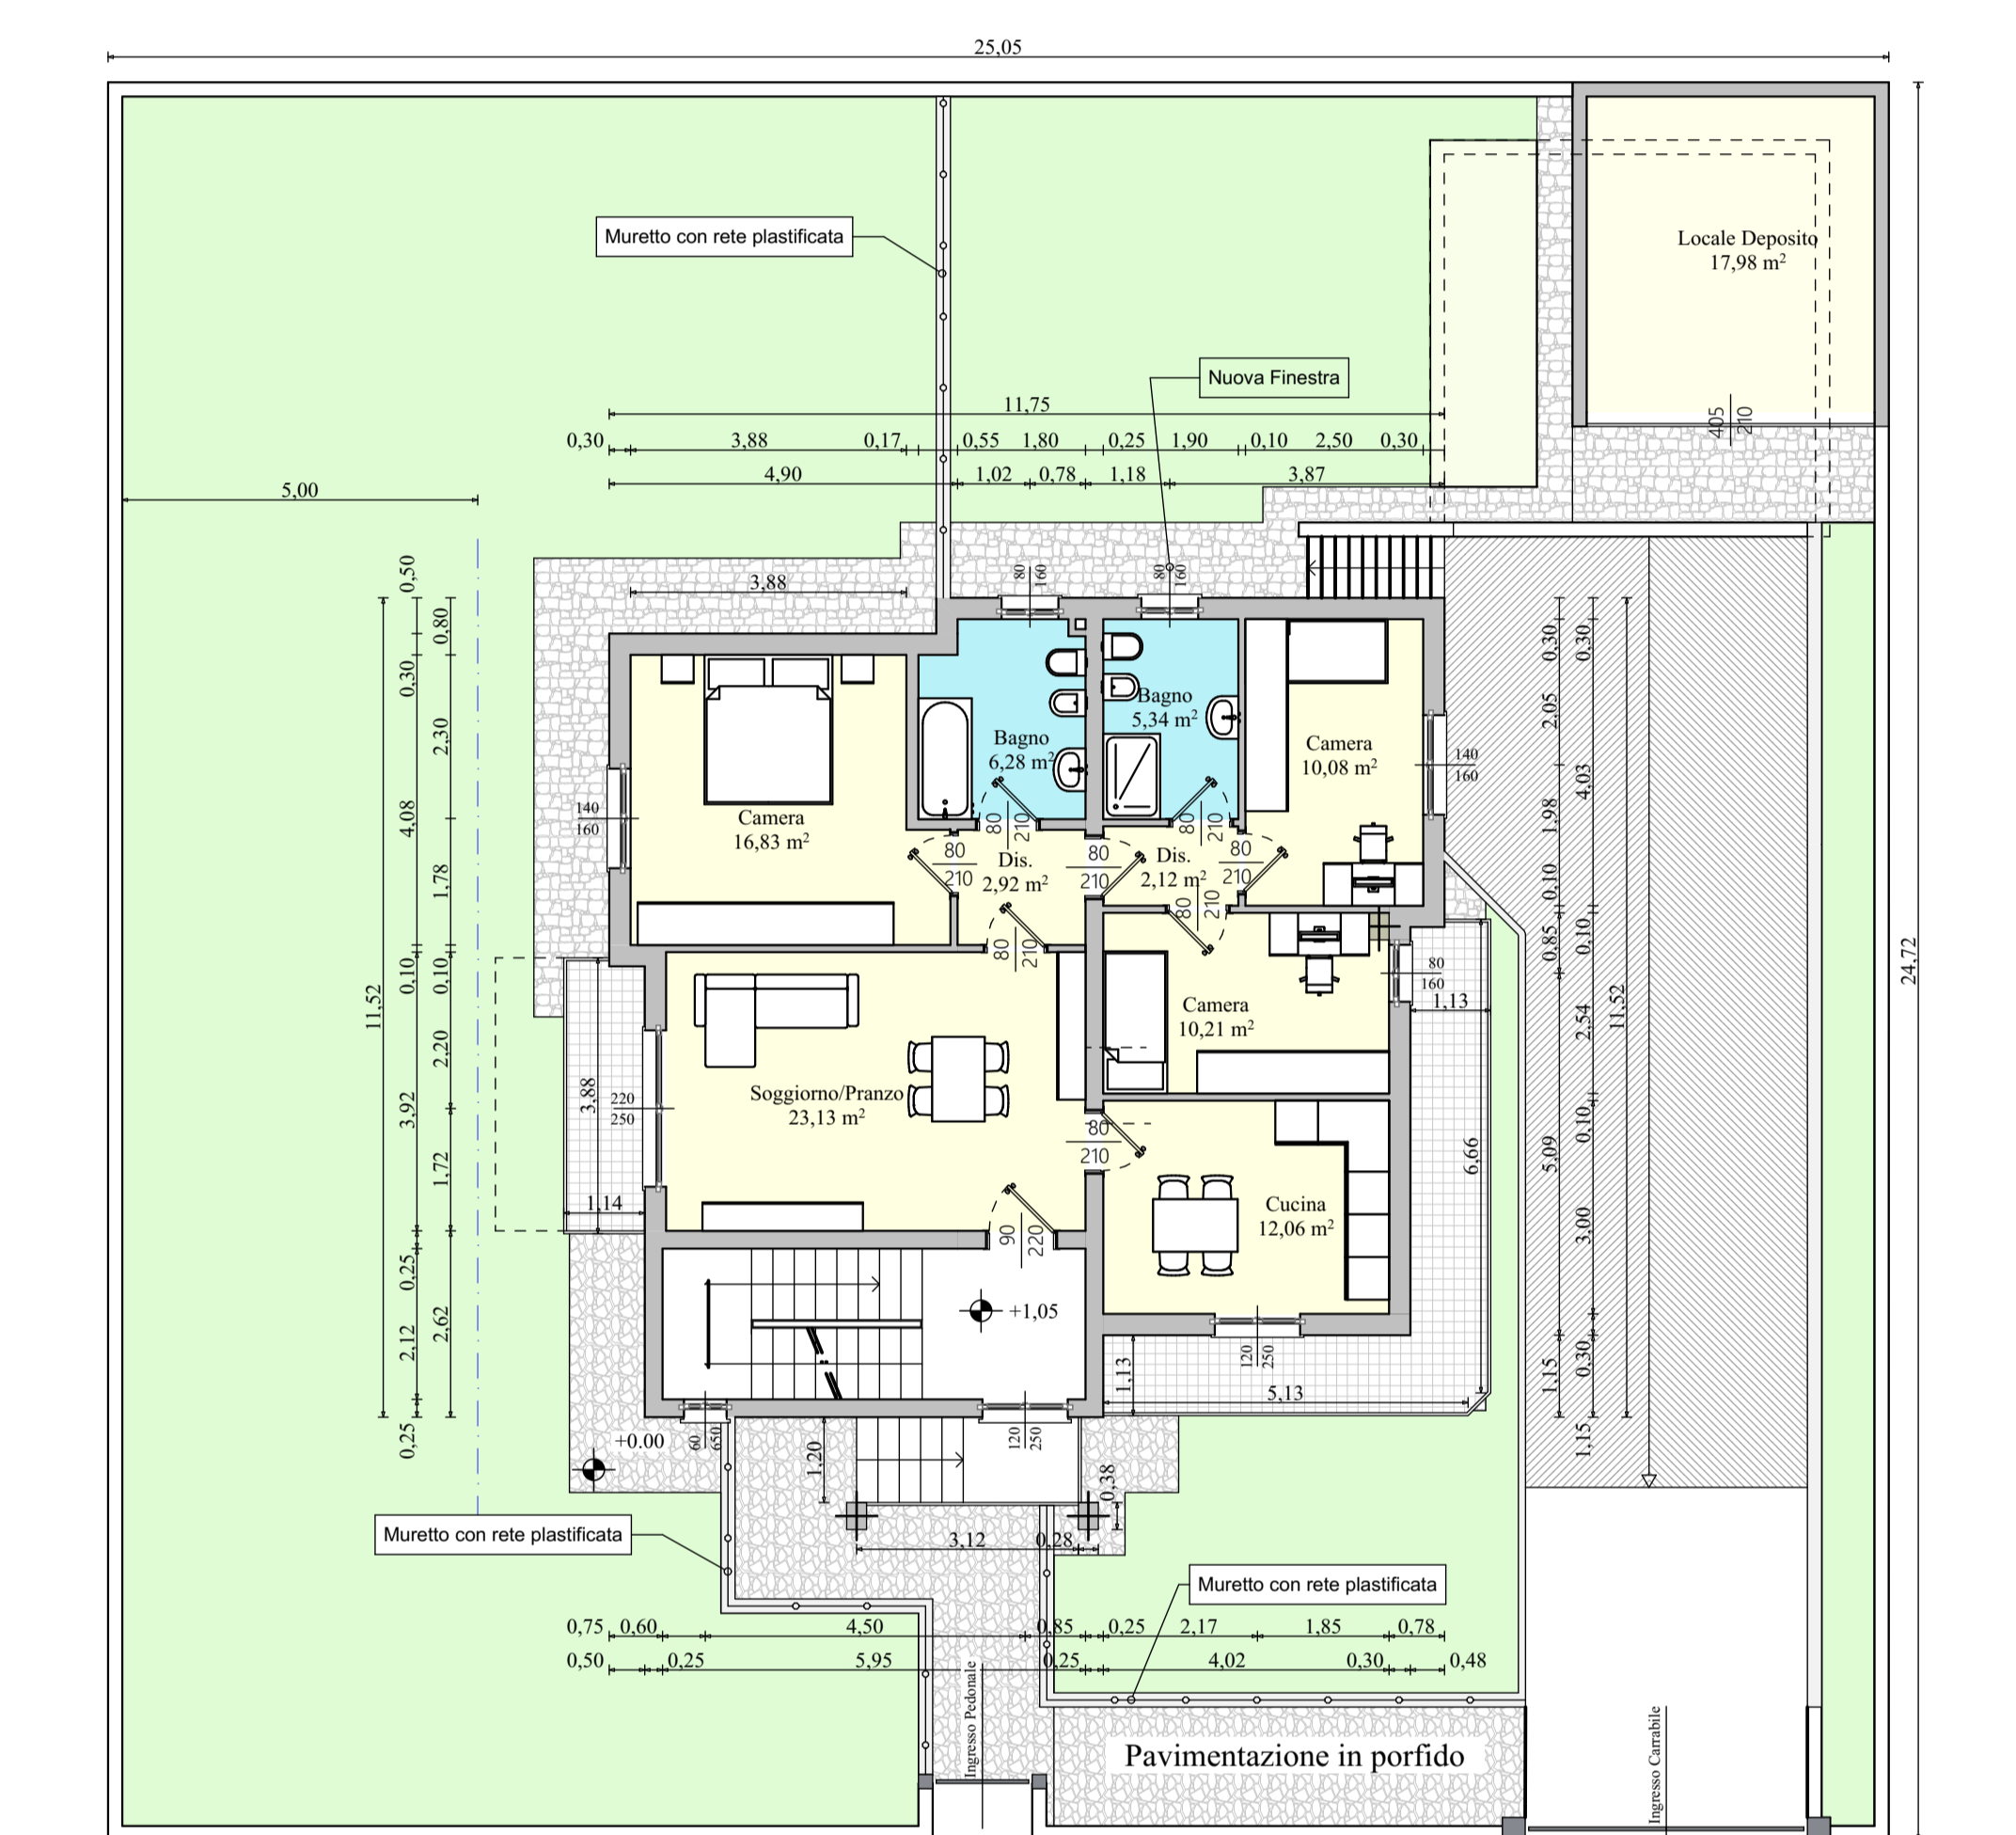 25,05
Muretto con rete plastificata
Locale Deposito
17,98 m²
Nuova Finestra
405
210
11,75
0,30 3,88 0,17 0,55 1,80 0,25 1,90 0,10 2,50 0,30
4,90 1,02 0,78 1,18 3,87
5,00
3,88
80
160
80
160
0,50
0,80
0,30
2,30
4,08
1,78
0,10
0,10
11,52
2,20
3,92
1,72
0,25
2,12
2,62
0,25
140
160
Camera
16,83 m²
Bagno
6,28 m²
Bagno
5,34 m²
Camera
10,08 m²
140
160
80
210
80
210
80
210
Dis.
2,92 m²
80
210
Dis.
2,12 m²
80
210
80
210
80
210
Camera
10,21 m²
80
160
1,13
Soggiorno/Pranzo
23,13 m²
3,88
220
250
1,14
80
210
Cucina
12,06 m²
90
220
+1,05
120
250
1,13
5,13
6,66
0,30
0,30
2,05
4,03
1,98
0,10
0,10
0,85
2,54
11,52
0,10
5,09
3,00
0,30
1,15
1,15
24,72
+0.00
60
650
1,20
120
250
0,38
3,12
0,28
Muretto con rete plastificata
Muretto con rete plastificata
0,75 0,60 4,50 0,85 0,25 2,17 1,85 0,78
0,50 0,25 5,95 0,25 4,02 0,30 0,48
Ingresso Pedonale
Pavimentazione in porfido
Ingresso Carrabile